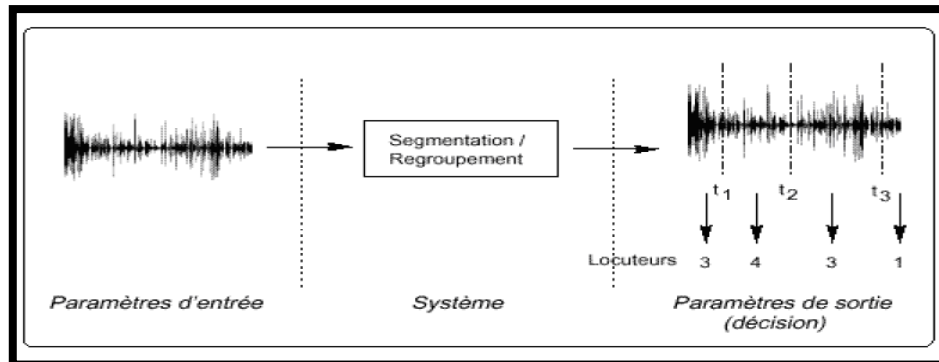 Segmentation /
Regroupement
t1 t2 t3
Locuteurs 3 4 3 1
Paramètres d'entrée
Système
Paramètres de sortie
(décision)